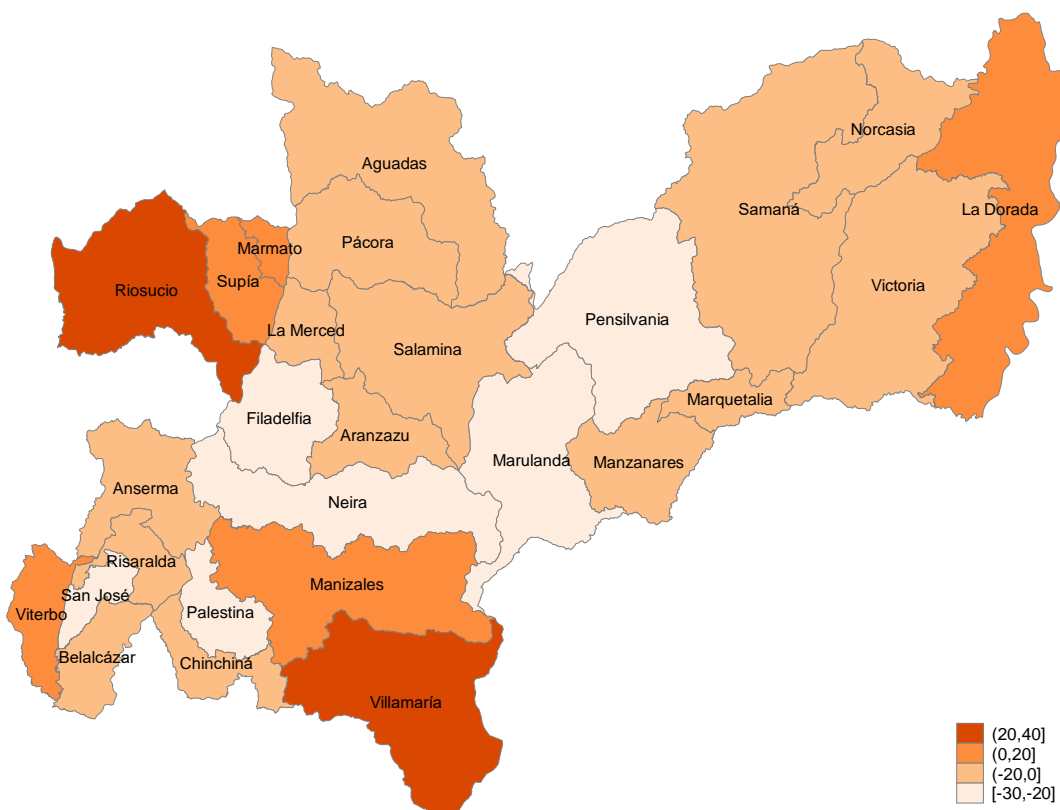 Norcasia
Aguadas
Samaná
La Dorada
Pácora
Marmato
Supía
Riosucio
Victoria
Pensilvania
La Merced
Salamina
Marquetalia
Filadelfia
Aranzazu
Marulanda
Manzanares
Anserma
Neira
Risaralda
Manizales
San José
Viterbo
Palestina
Belalcázar
Chinchiná
Villamaría
(20,40]
(0,20]
(-20,0]
[-30,-20]